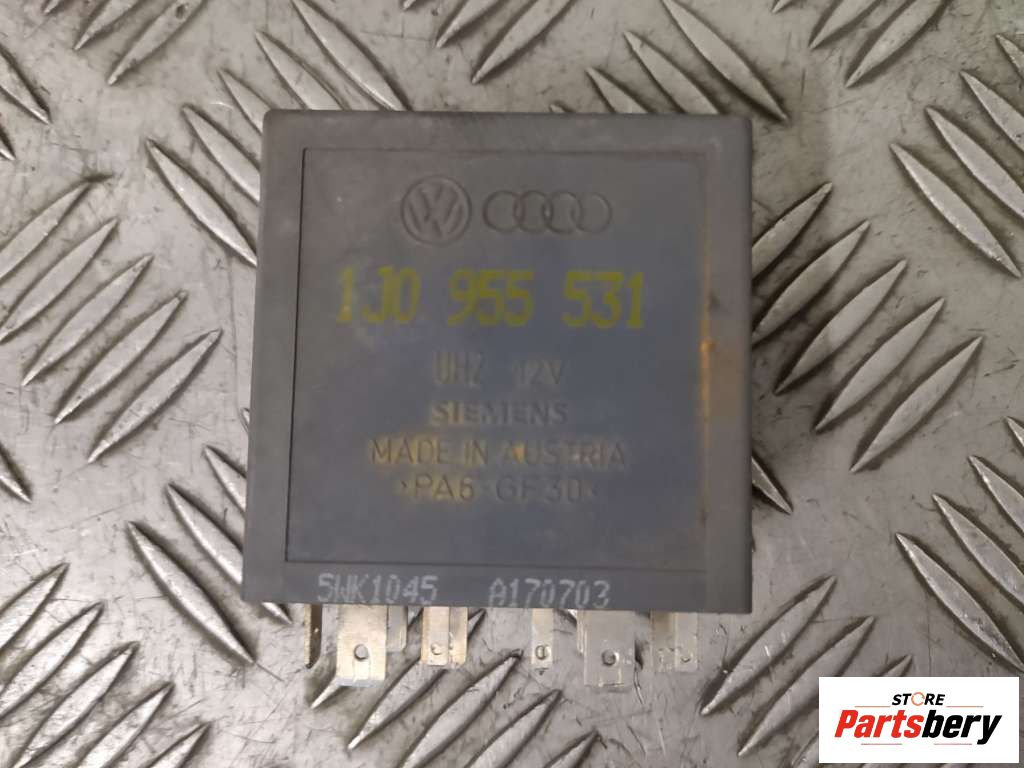 1J0 955 531
UHZ 12V
SIEMENS
MADE IN AUSTRIA
>PA6-GF30<
5WK1045 A170703
STORE
Partsbery